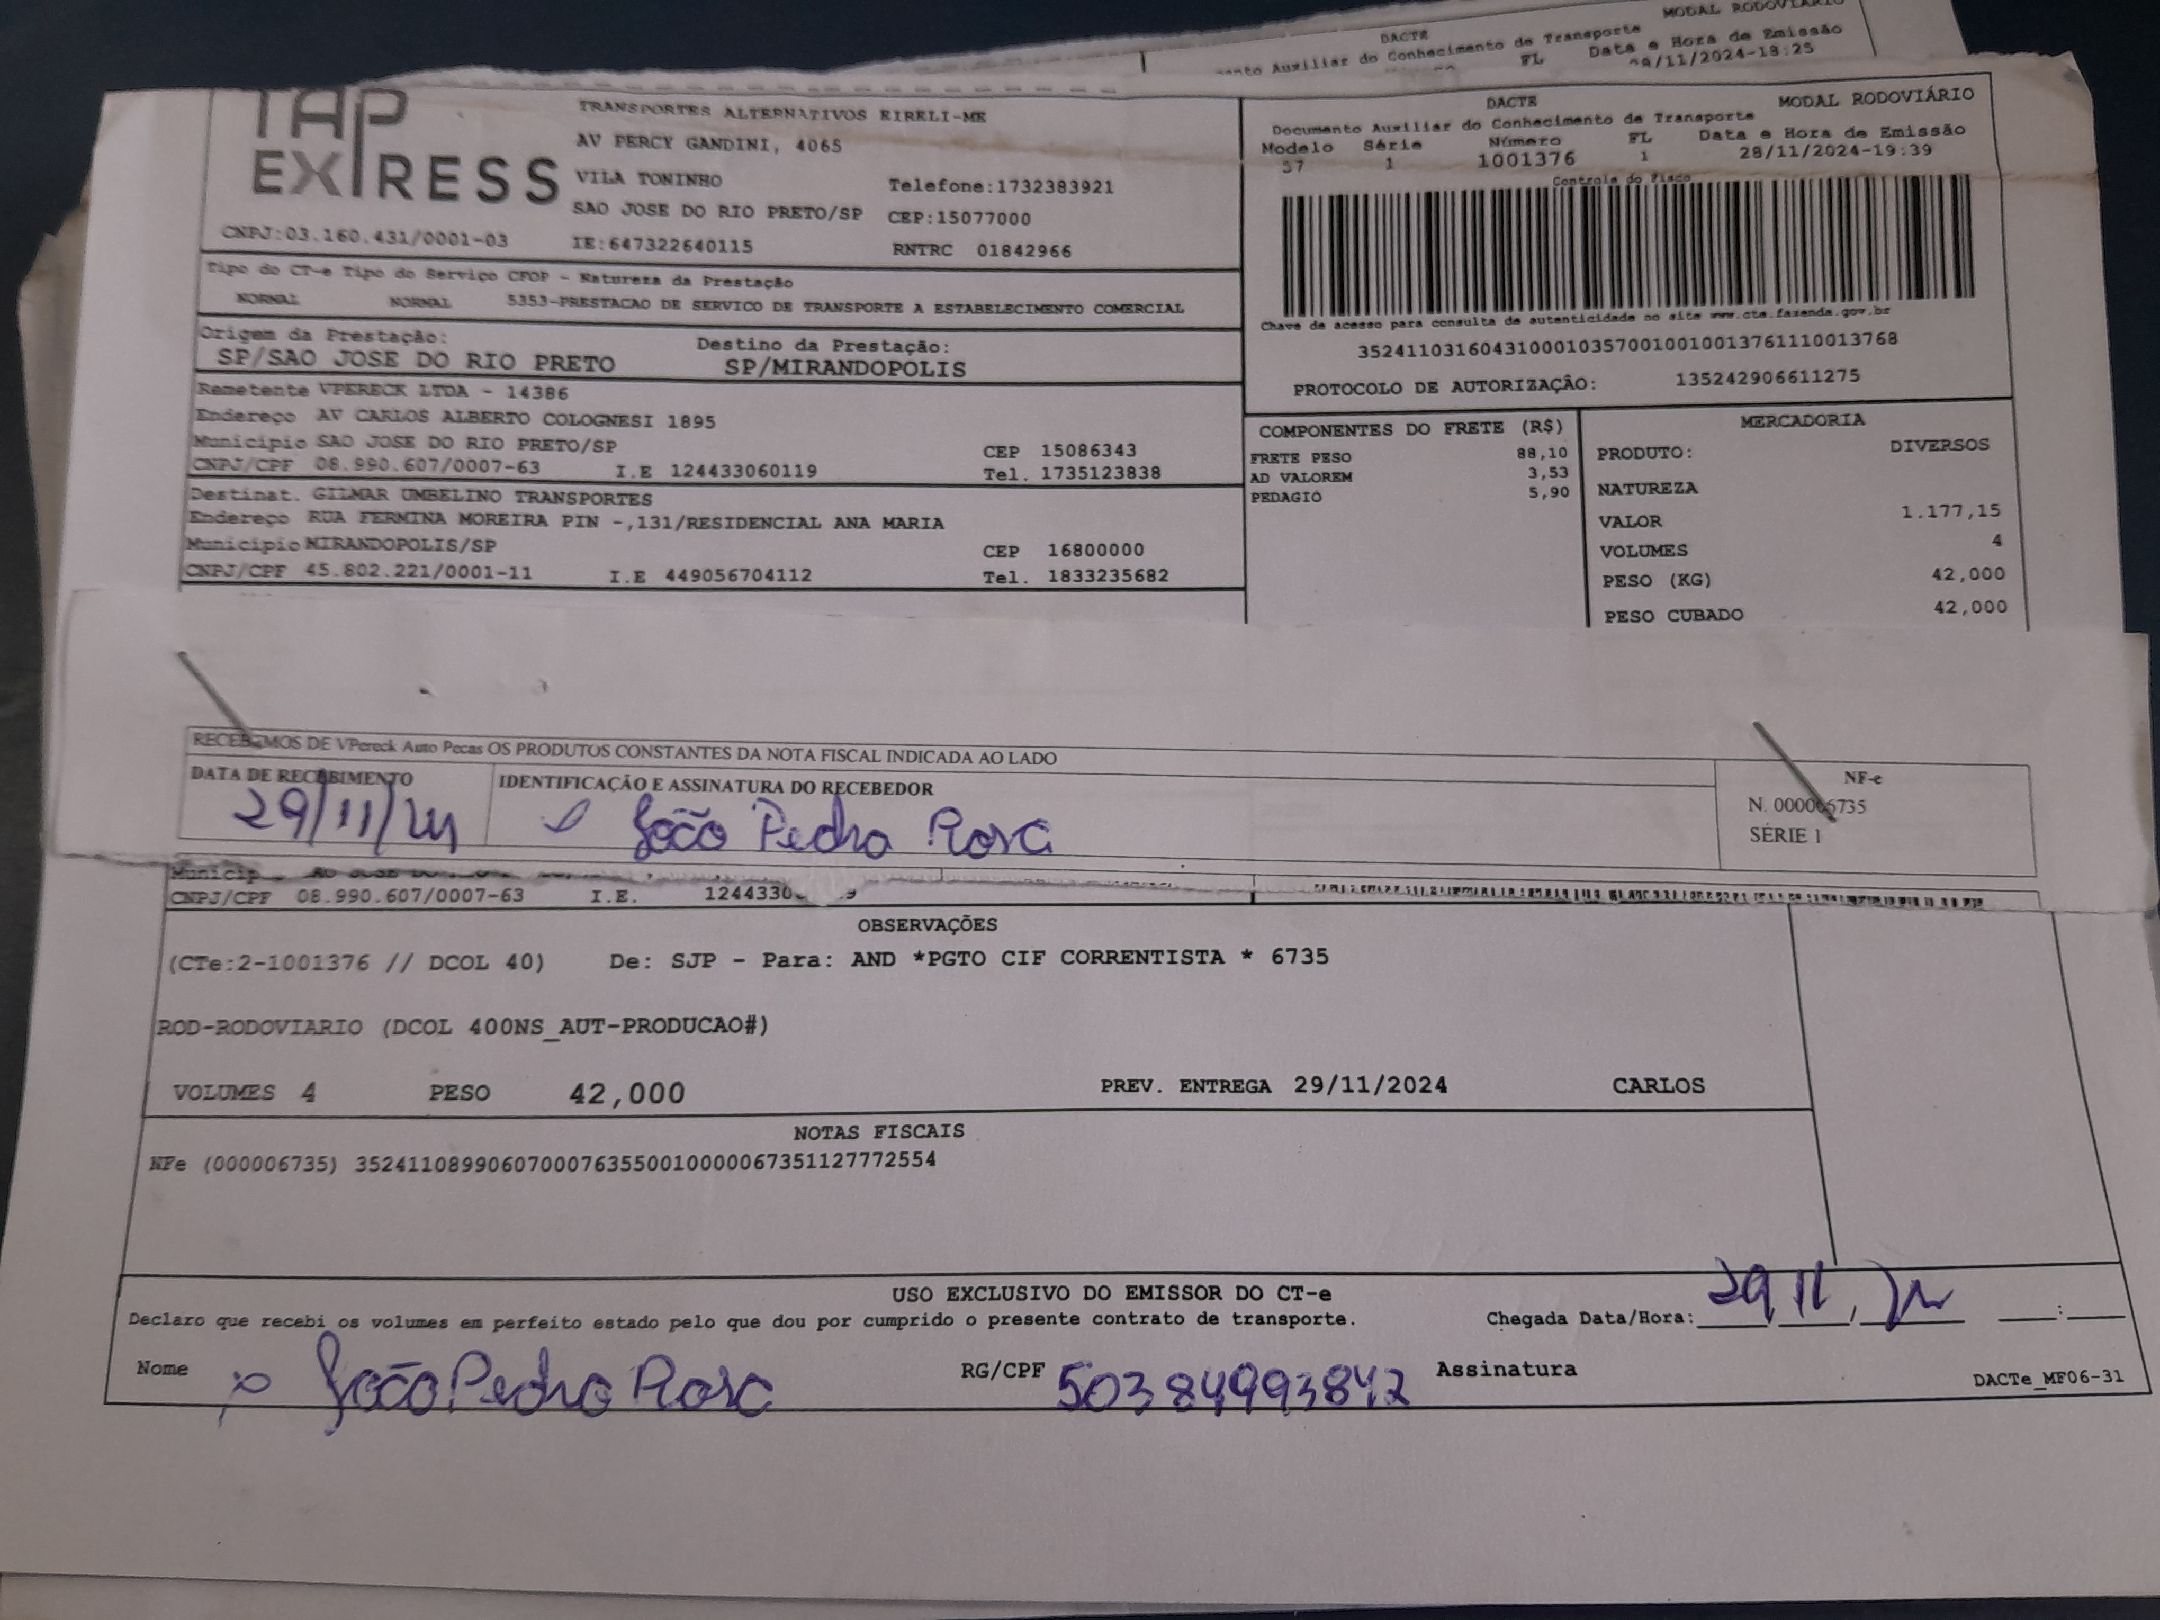 DACTE
MODAL RODOVIÁRIO
Auxiliar do Conhecimento de Transporte
FL Data e Hora de Emissão
/11/2024-18:25
TAP EXPRESS
TRANSPORTES ALTERNATIVOS EIRELI-ME
AV PERCY GANDINI, 4065
VILA TONINHO Telefone:1732383921
SAO JOSE DO RIO PRETO/SP CEP:15077000
CNPJ:03.160.431/0001-03 IE:647322640115 RNTRC 01842966
DACTE MODAL RODOVIÁRIO
Documento Auxiliar do Conhecimento de Transporte
Modelo Série Número FL Data e Hora de Emissão
57 1 1001376 1 28/11/2024-19:39
Controle do Fisco
Chave de acesso para consulta de autenticidade no site www.cte.fazenda.gov.br
35241103160431000103570010010013761110013768
PROTOCOLO DE AUTORIZAÇÃO: 135242906611275
Tipo do CT-e Tipo do Serviço CFOP - Natureza da Prestação
NORMAL NORMAL 5353-PRESTACAO DE SERVICO DE TRANSPORTE A ESTABELECIMENTO COMERCIAL
Origem da Prestação: Destino da Prestação:
SP/SAO JOSE DO RIO PRETO SP/MIRANDOPOLIS
Remetente VPERECK LTDA - 14386
Endereço AV CARLOS ALBERTO COLOGNESI 1895
Município SAO JOSE DO RIO PRETO/SP CEP 15086343
CNPJ/CPF 08.990.607/0007-63 I.E 124433060119 Tel. 1735123838
Destinat. GILMAR UMBELINO TRANSPORTES
Endereço RUA FERMINA MOREIRA PIN -,131/RESIDENCIAL ANA MARIA
Município MIRANDOPOLIS/SP CEP 16800000
CNPJ/CPF 45.802.221/0001-11 I.E 449056704112 Tel. 1833235682
COMPONENTES DO FRETE (R$)
FRETE PESO 88,10
AD VALOREM 3,53
PEDAGIO 5,90
MERCADORIA
PRODUTO: DIVERSOS
NATUREZA
VALOR 1.177,15
VOLUMES 4
PESO (KG) 42,000
PESO CUBADO 42,000
RECEBEMOS DE VPereck Auto Pecas OS PRODUTOS CONSTANTES DA NOTA FISCAL INDICADA AO LADO
DATA DE RECEBIMENTO IDENTIFICAÇÃO E ASSINATURA DO RECEBEDOR
29/11/24 João Pedro Rosa
NF-e
N. 000006735
SÉRIE 1
CNPJ/CPF 08.990.607/0007-63 I.E.
OBSERVAÇÕES
(CTe:2-1001376 // DCOL 40) De: SJP - Para: AND *PGTO CIF CORRENTISTA * 6735
ROD-RODOVIARIO (DCOL 400NS_AUT-PRODUCAO#)
VOLUMES 4 PESO 42,000 PREV. ENTREGA 29/11/2024 CARLOS
NOTAS FISCAIS
NFe (000006735) 35241108990607000763550010000067351127772554
USO EXCLUSIVO DO EMISSOR DO CT-e
Declaro que recebi os volumes em perfeito estado pelo que dou por cumprido o presente contrato de transporte. Chegada Data/Hora: 29 11, 24 :
Nome João Pedro Rosa RG/CPF 50384993842 Assinatura
DACTe_MF06-31